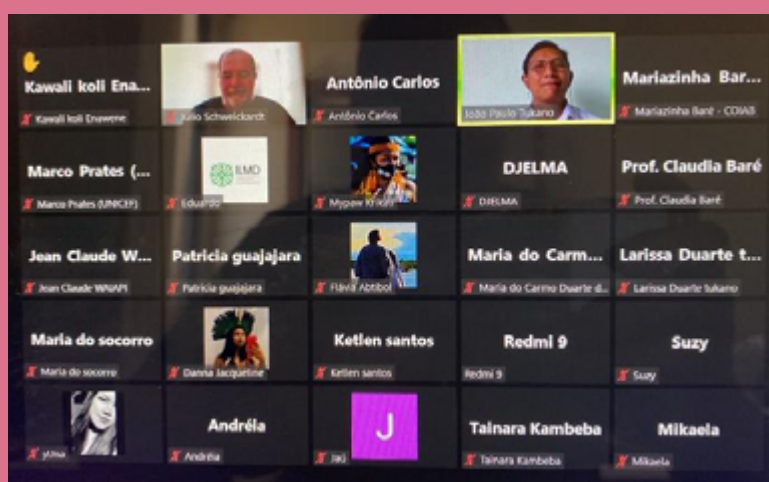 Kawali koli Ena...
Kawali koli Enawene
Julio Schweickardt
Antônio Carlos
Antônio Carlos
João Paulo Tukano
Mariazinha Bar...
Mariazinha Baré - COIAB
Marco Prates (...
Marco Prates (UNICEF)
ILMD
Eduardo
Mypaw Krikati
DJELMA
DJELMA
Prof. Claudia Baré
Prof. Claudia Baré
Jean Claude W...
Jean Claude WAIAPI
Patricia guajajara
Patricia guajajara
Flávia Abtibol
Maria do Carm...
Maria do Carmo Duarte d...
Larissa Duarte t...
Larissa Duarte tukano
Maria do socorro
Maria do socorro
Danna Jacqueline
Ketlen santos
Ketlen santos
Redmi 9
Redmi 9
Suzy
Suzy
yUna
Andréia
Andréia
J
Jaú
Tainara Kambeba
Tainara Kambeba
Mikaela
Mikaela